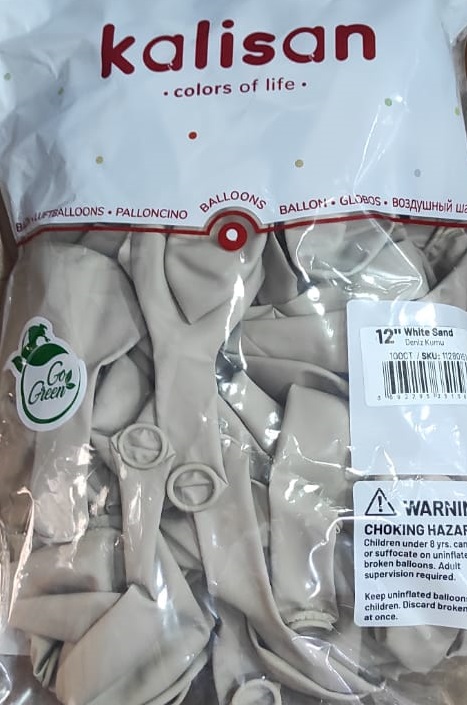 kalisan
• colors of life •
BALLOONS • PALLONCINO BALLOONS BALLON • GLOBOS • ВОЗДУШНЫЙ
Go
Green
12" White Sand
Deniz Kumu
100CT / SKU:
WARNIN
CHOKING HAZAR
Children under 8 yrs. can
or suffocate on uninflate
broken balloons. Adult
supervision required.
Keep uninflated balloons
children. Discard broken
at once.